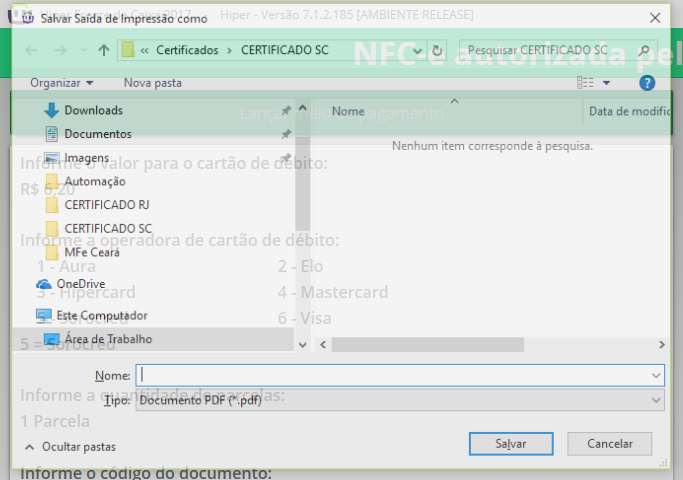 Hiper Frente de Caixa 2017 Hiper - Versão 7.1.2.185 [AMBIENTE RELEASE]
Salvar Saída de Impressão como
NFC-e autorizada pel
« Certificados › CERTIFICADO SC
Pesquisar CERTIFICADO SC
Organizar
Nova pasta
Downloads
Documentos
Imagens
Automação
CERTIFICADO RJ
CERTIFICADO SC
MFe Ceará
OneDrive
Este Computador
Área de Trabalho
Nome
Data de modific
Nenhum item corresponde à pesquisa.
Informe o valor para o cartão de débito:
R$ 6,20
Informe a operadora de cartão de débito:
1 - Aura
2 - Elo
3 - Hipercard
4 - Mastercard
5 - Sorocred
6 - Visa
5 = Sorocred
Informe a quantidade de parcelas:
1 Parcela
Nome:
Tipo: Documento PDF (*.pdf)
Ocultar pastas
Salvar
Cancelar
Informe o código do documento: